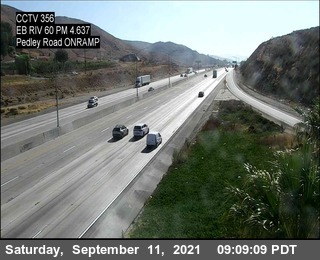 CCTV 356
EB RIV 60 PM 4.637
Pedley Road ONRAMP
Saturday, September 11, 2021 09:09:09 PDT